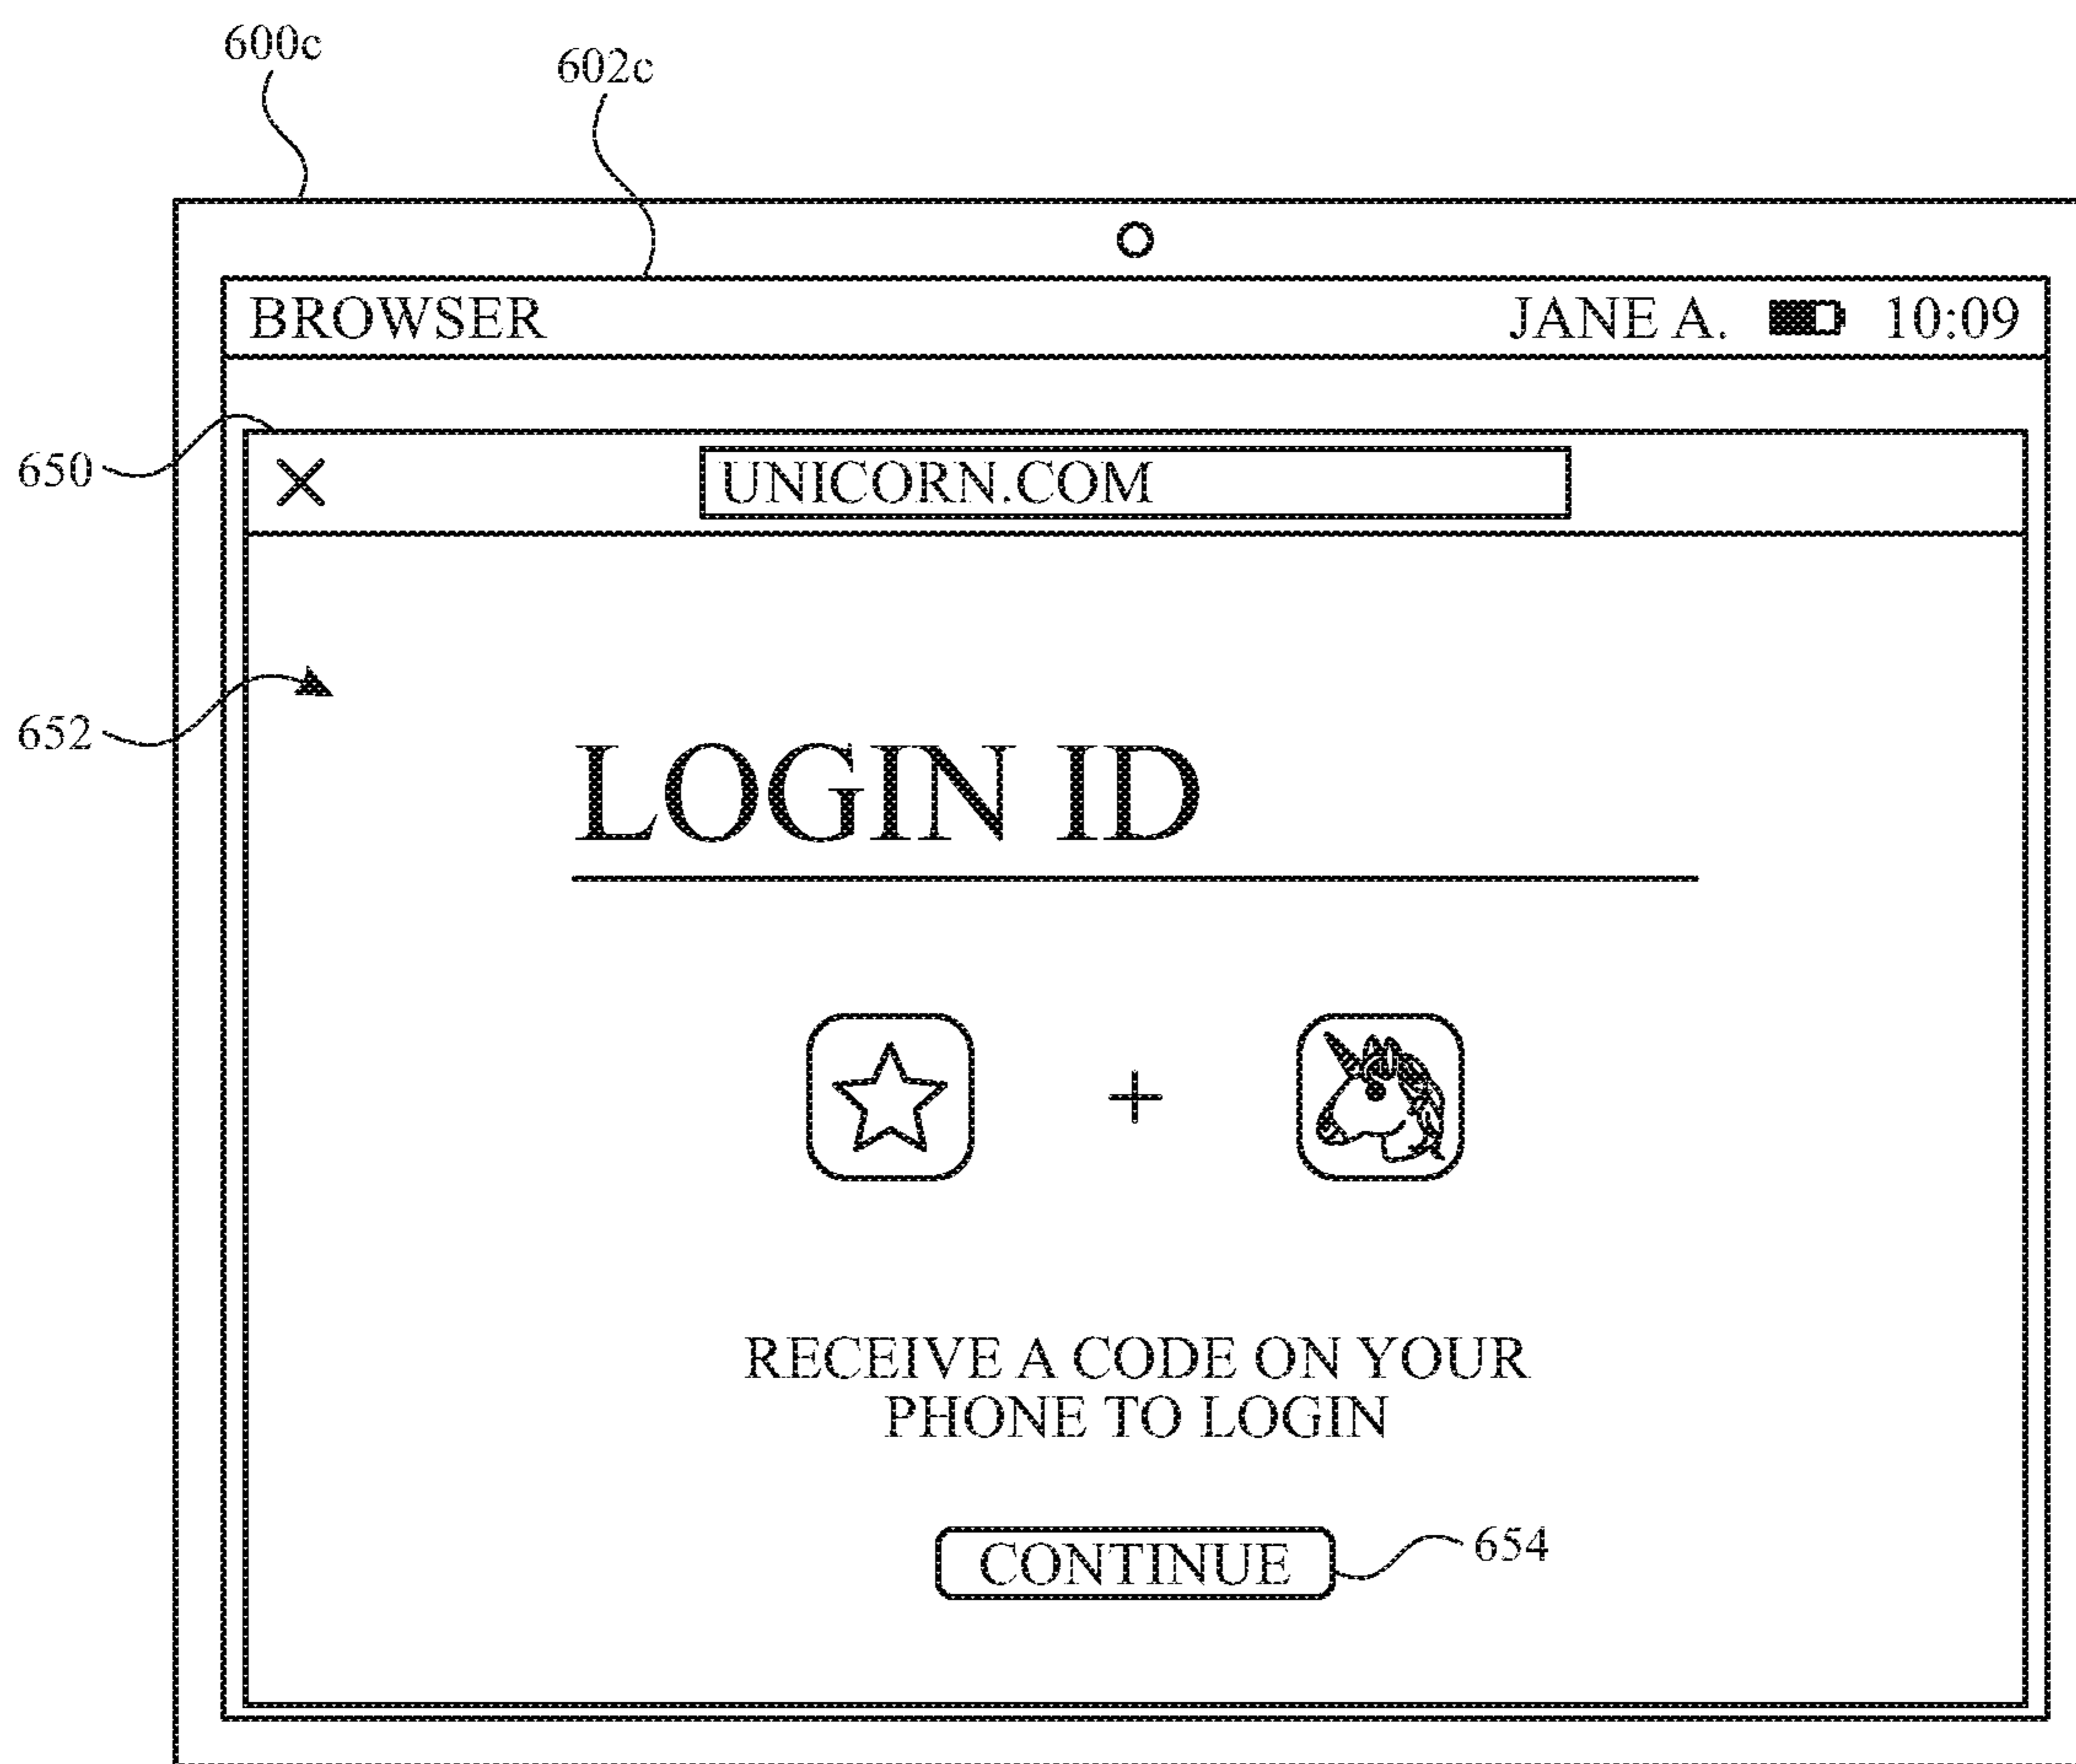 600c
602c
BROWSER JANE A. 10:09
650
UNICORN.COM
652
LOGIN ID
+
RECEIVE A CODE ON YOUR
PHONE TO LOGIN
CONTINUE
654